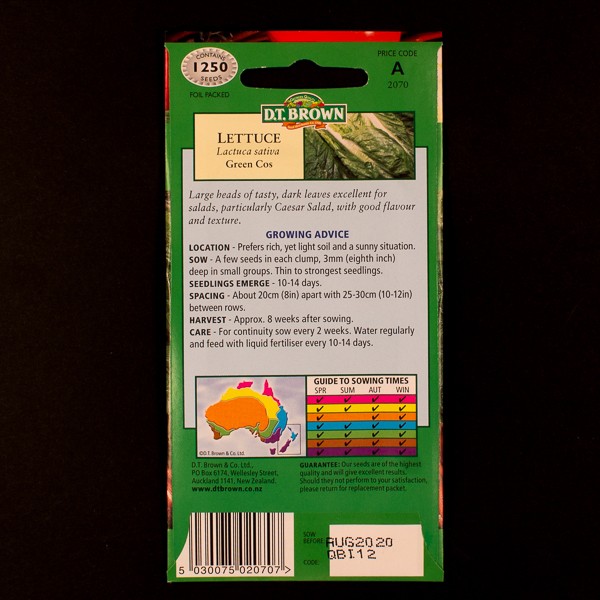 CONTAINS
1250
SEEDS
FOIL PACKED
PRICE CODE
A
2070
D.T. BROWN
LETTUCE
Lactuca sativa
Green Cos
Large heads of tasty, dark leaves excellent for
salads, particularly Caesar Salad, with good flavour
and texture.
GROWING ADVICE
LOCATION - Prefers rich, yet light soil and a sunny situation.
SOW - A few seeds in each clump, 3mm (eighth inch)
deep in small groups. Thin to strongest seedlings.
SEEDLINGS EMERGE - 10-14 days.
SPACING - About 20cm (8in) apart with 25-30cm (10-12in)
between rows.
HARVEST - Approx. 8 weeks after sowing.
CARE - For continuity sow every 2 weeks. Water regularly
and feed with liquid fertiliser every 10-14 days.
GUIDE TO SOWING TIMES
SPR SUM AUT WIN
©D.T. Brown & Co. Ltd.
D.T. Brown & Co. Ltd.,
PO Box 6174, Wellesley Street,
Auckland 1141, New Zealand.
www.dtbrown.co.nz
GUARANTEE: Our seeds are of the highest
quality and will give excellent results.
Should they not perform to your satisfaction,
please return for replacement packet.
SOW
BEFORE: AUG2020
CODE: QBI12
5 030075 020707 >